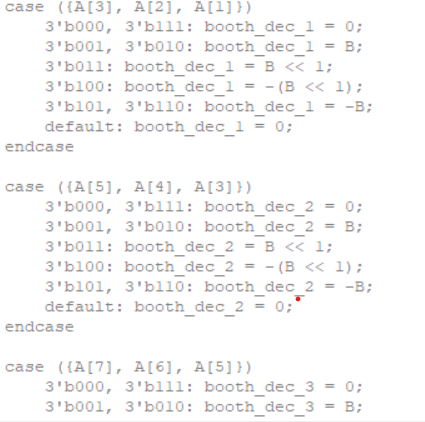 case ({A[3], A[2], A[1]})
3'b000, 3'b111: booth_dec_1 = 0;
3'b001, 3'b010: booth_dec_1 = B;
3'b011: booth_dec_1 = B << 1;
3'b100: booth_dec_1 = -(B << 1);
3'b101, 3'b110: booth_dec_1 = -B;
default: booth_dec_1 = 0;
endcase
case ({A[5], A[4], A[3]})
3'b000, 3'b111: booth_dec_2 = 0;
3'b001, 3'b010: booth_dec_2 = B;
3'b011: booth_dec_2 = B << 1;
3'b100: booth_dec_2 = -(B << 1);
3'b101, 3'b110: booth_dec_2 = -B;
default: booth_dec_2 = 0;
endcase
case ({A[7], A[6], A[5]})
3'b000, 3'b111: booth_dec_3 = 0;
3'b001, 3'b010: booth_dec_3 = B;